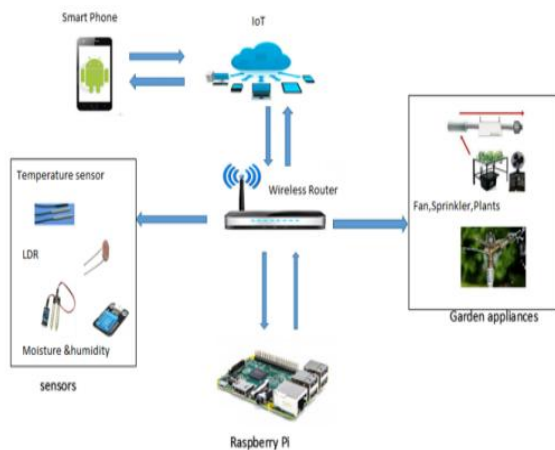 Smart Phone
IoT
Wireless Router
Temperature sensor
LDR
Moisture &humidity
sensors
Fan,Sprinkler,Plants
Garden appliances
Raspberry Pi